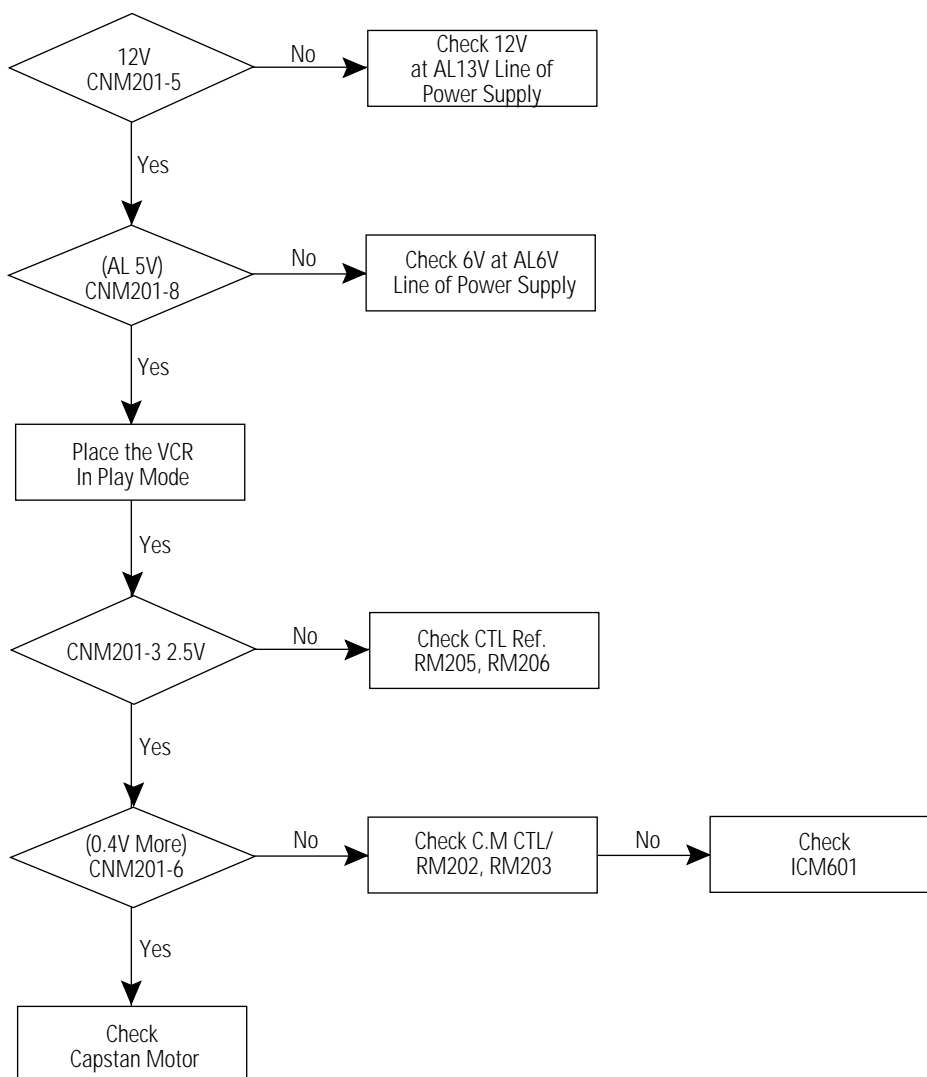 12V
CNM201-5
No
Check 12V
at AL13V Line of
Power Supply
Yes
(AL 5V)
CNM201-8
No
Check 6V at AL6V
Line of Power Supply
Yes
Place the VCR
In Play Mode
Yes
CNM201-3 2.5V
No
Check CTL Ref.
RM205, RM206
Yes
(0.4V More)
CNM201-6
No
Check C.M CTL/
RM202, RM203
No
Check
ICM601
Yes
Check
Capstan Motor